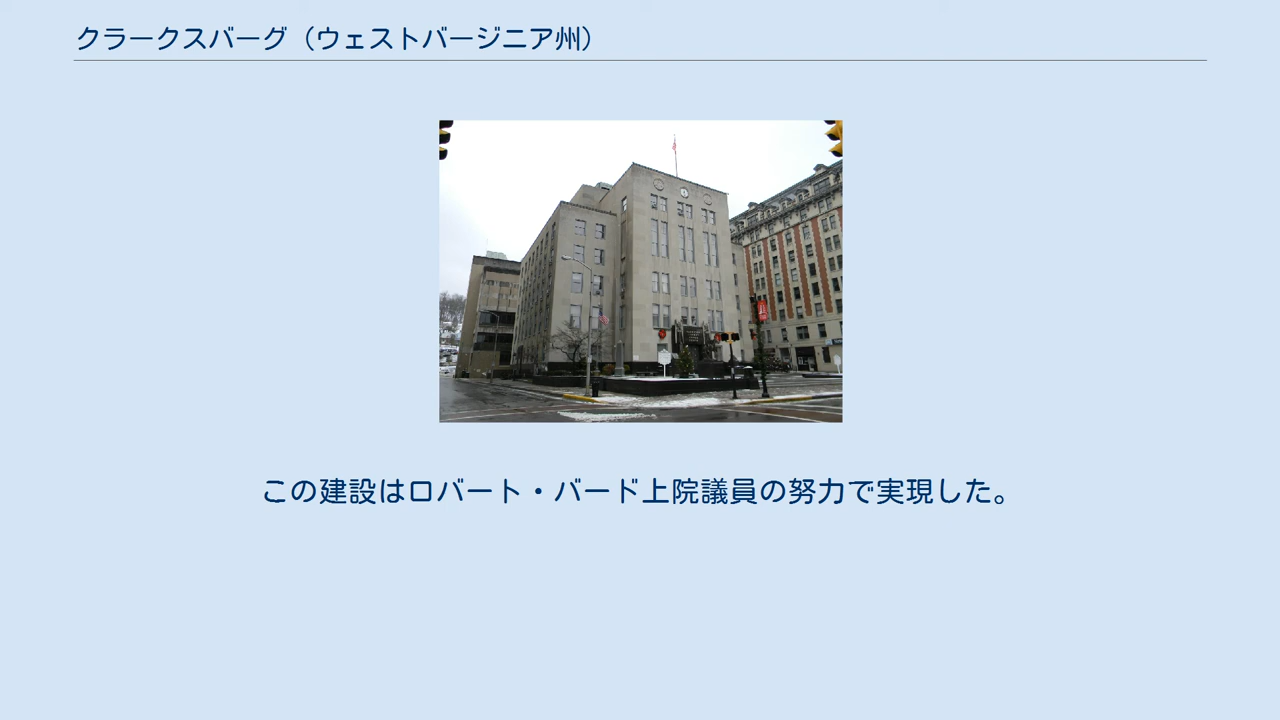 クラークスバーグ（ウェストバージニア州）
この建設はロバート・バード上院議員の努力で実現した。